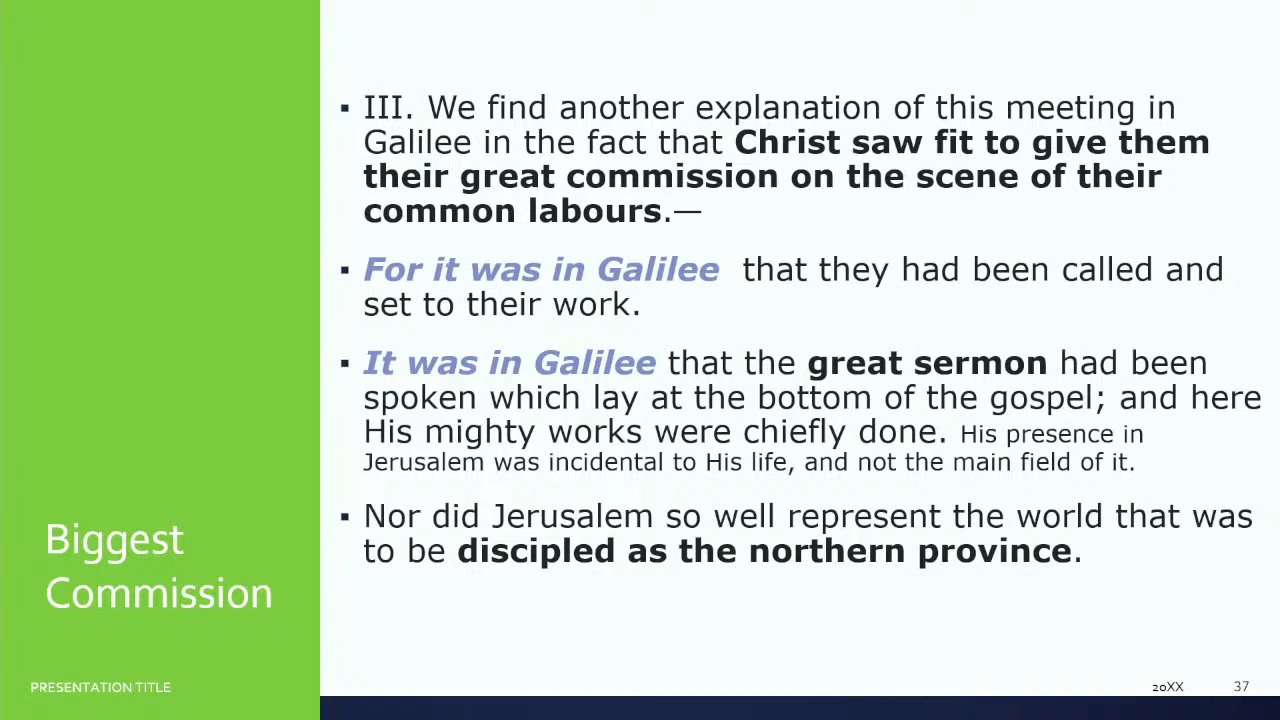 III. We find another explanation of this meeting in
Galilee in the fact that Christ saw fit to give them
their great commission on the scene of their
common labours.—
For it was in Galilee that they had been called and
set to their work.
It was in Galilee that the great sermon had been
spoken which lay at the bottom of the gospel; and here
His mighty works were chiefly done. His presence in
Jerusalem was incidental to His life, and not the main field of it.
Nor did Jerusalem so well represent the world that was
to be discipled as the northern province.
Biggest
Commission
PRESENTATION TITLE
20XX
37